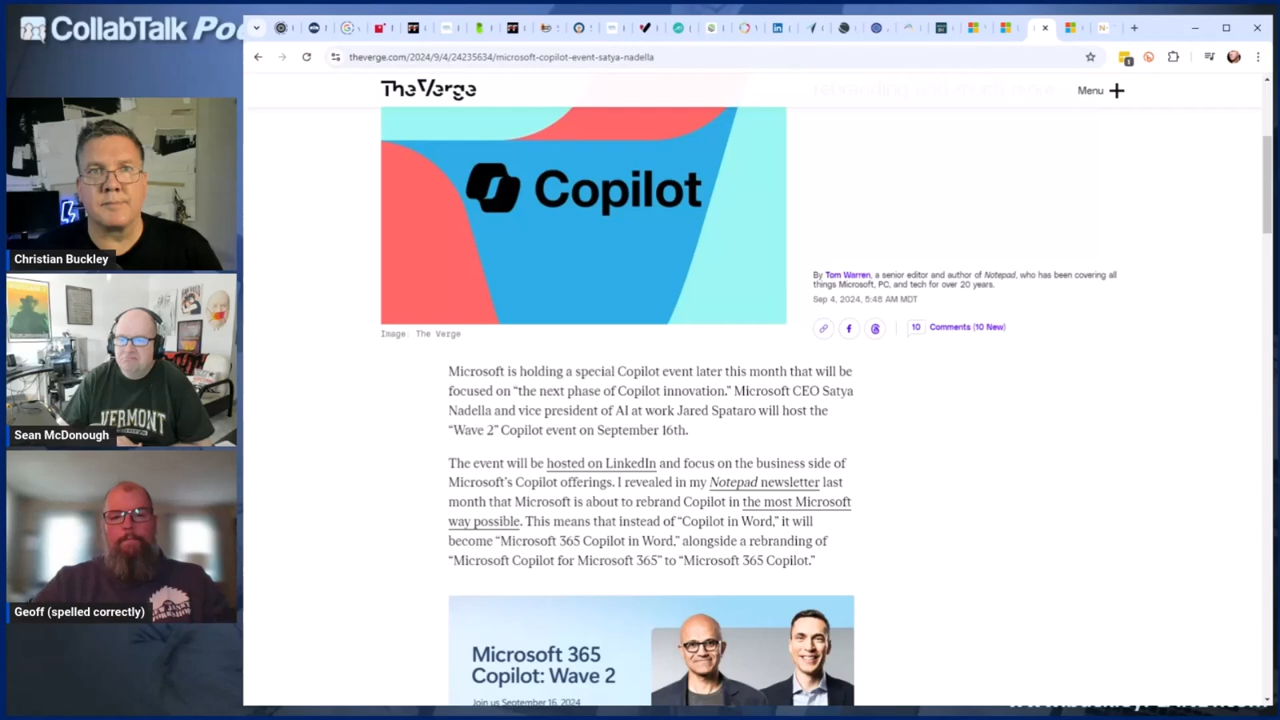 CollabTalk Po
theverge.com/2024/9/4/24235634/microsoft-copilot-event-satya-nadella
TheVerge
Menu
Copilot
By Tom Warren, a senior editor and author of Notepad, who has been covering all
things Microsoft, PC, and tech for over 20 years.
Sep 4, 2024, 5:45 AM MDT
10 Comments (10 New)
Image: The Verge
Microsoft is holding a special Copilot event later this month that will be
focused on “the next phase of Copilot innovation.” Microsoft CEO Satya
Nadella and vice president of AI at work Jared Spataro will host the
“Wave 2” Copilot event on September 16th.
The event will be hosted on LinkedIn and focus on the business side of
Microsoft’s Copilot offerings. I revealed in my Notepad newsletter last
month that Microsoft is about to rebrand Copilot in the most Microsoft
way possible. This means that instead of “Copilot in Word,” it will
become “Microsoft 365 Copilot in Word,” alongside a rebranding of
“Microsoft Copilot for Microsoft 365” to “Microsoft 365 Copilot.”
Microsoft 365
Copilot: Wave 2
Join us September 16, 2024
Christian Buckley
VERMONT
Sean McDonough
Geoff (spelled correctly)